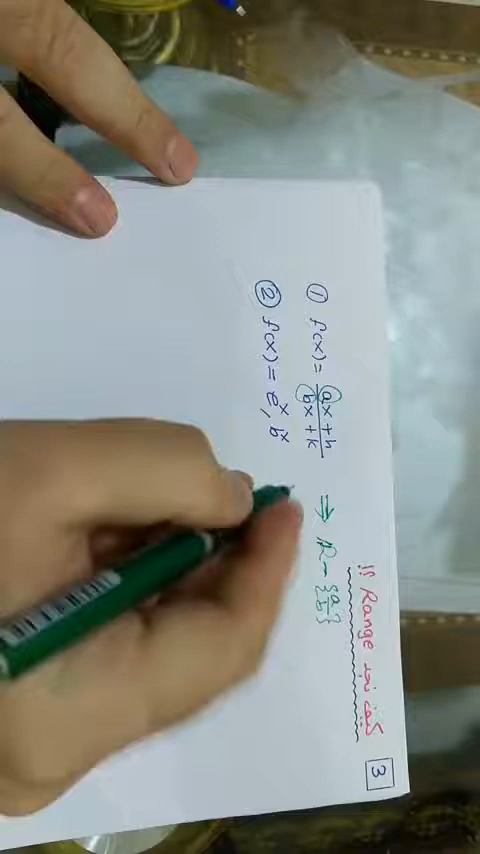 كيف نجد Range !!
3
① f(x) = ax + h / bx + k ⇒ R - {a/b}
② f(x) = e^x, b^x